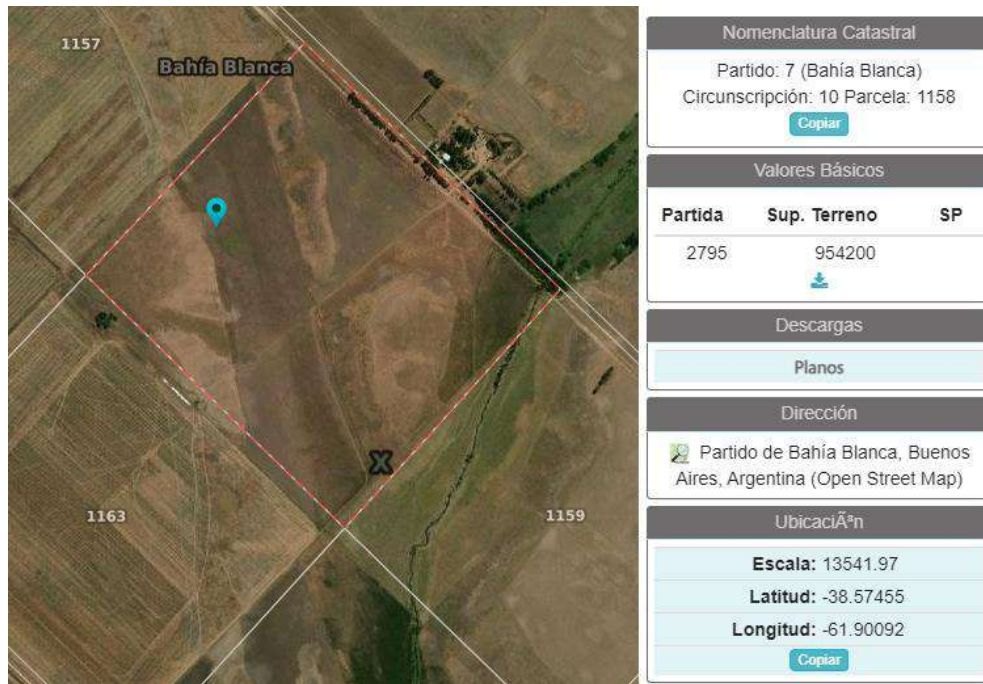 1157
Bahía Blanca
X
1163
1159
Nomenclatura Catastral
Partido: 7 (Bahía Blanca)
Circunscripción: 10 Parcela: 1158
Copiar
Valores Básicos
Partida Sup. Terreno SP
2795 954200
Descargas
Planos
Dirección
Partido de Bahía Blanca, Buenos
Aires, Argentina (Open Street Map)
UbicaciÃªn
Escala: 13541.97
Latitud: -38.57455
Longitud: -61.90092
Copiar